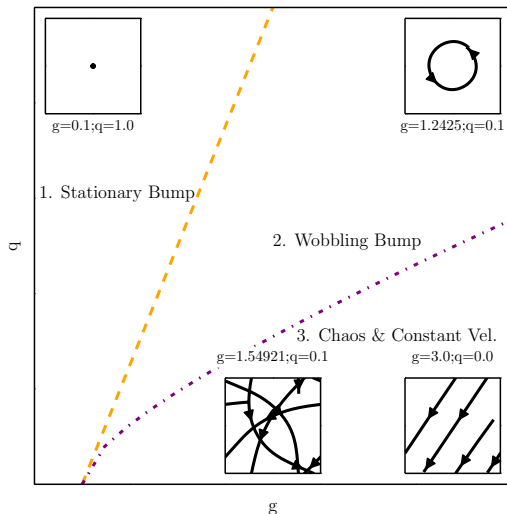 g=0.1;q=1.0
g=1.2425;q=0.1
1. Stationary Bump
2. Wobbling Bump
q
3. Chaos & Constant Vel.
g=1.54921;q=0.1
g=3.0;q=0.0
g